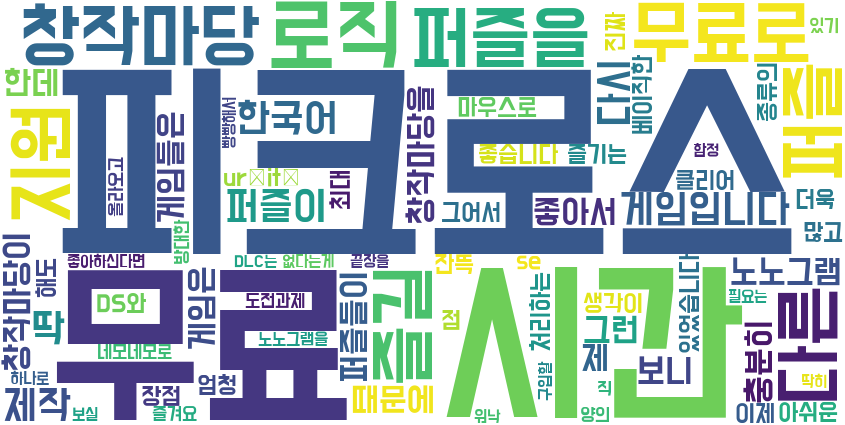 창작마당
로직
퍼즐을
진짜
무료로
있기
한데
피크로스
다시
베이직한
종류의
퍼즐
지원
게임들은
빵빵해서
한국어
창작마당을
마우스로
좋습니다
즐기는
함정
올라오고
ur
it
퍼즐이
최대
그어서
좋아서
클리어
게임입니다
더욱
많고
방대한
창작마당이
해도
좋아하신다면
DLC는
없다는게
끝장을
잔뜩
se
처리하는
있었습니다
노노그램
딱
DS와
무료
게임은
도전과제
노노그램을
퍼즐들이
즐길
점
시간
생각이
그런
필요는
충분히
다른
네모네모로
하나로
제작
보실
장점
즐겨요
엄청
때문에
워낙
구입할
제
직
양의
보니
딱히
이제
아쉬운